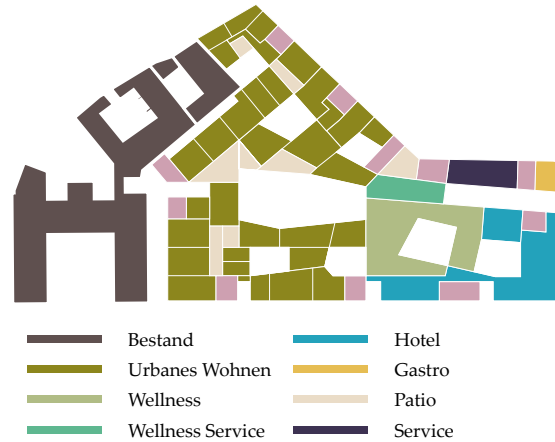 Bestand
Urbanes Wohnen
Wellness
Wellness Service
Hotel
Gastro
Patio
Service